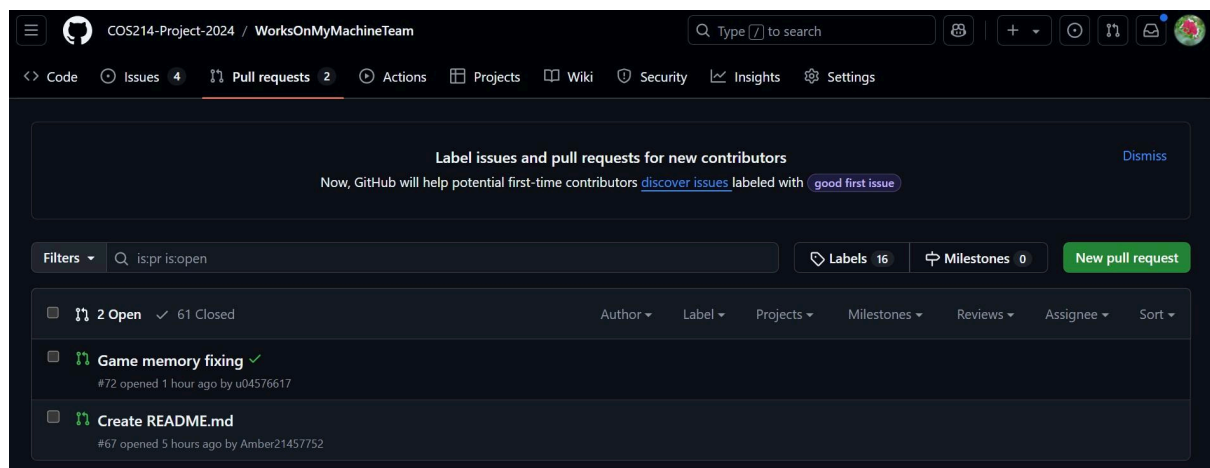 COS214-Project-2024 / WorksOnMyMachineTeam
Type / to search
Code Issues 4 Pull requests 2 Actions Projects Wiki Security Insights Settings
Label issues and pull requests for new contributors
Dismiss
Now, GitHub will help potential first-time contributors discover issues labeled with good first issue
Filters is:pr is:open Labels 16 Milestones 0 New pull request
2 Open 61 Closed Author Label Projects Milestones Reviews Assignee Sort
Game memory fixing
#72 opened 1 hour ago by u04576617
Create README.md
#67 opened 5 hours ago by Amber21457752